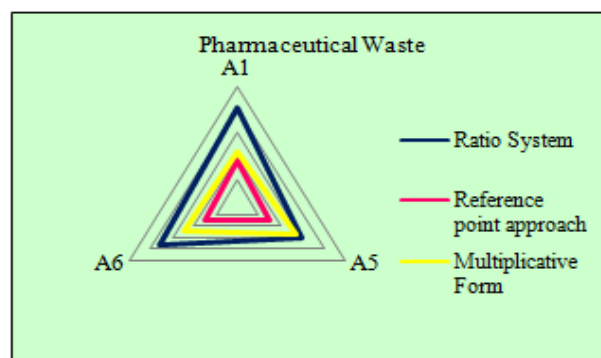 Pharmaceutical Waste
A1
Ratio System
Reference
point approach
A6
A5
Multiplicative
Form